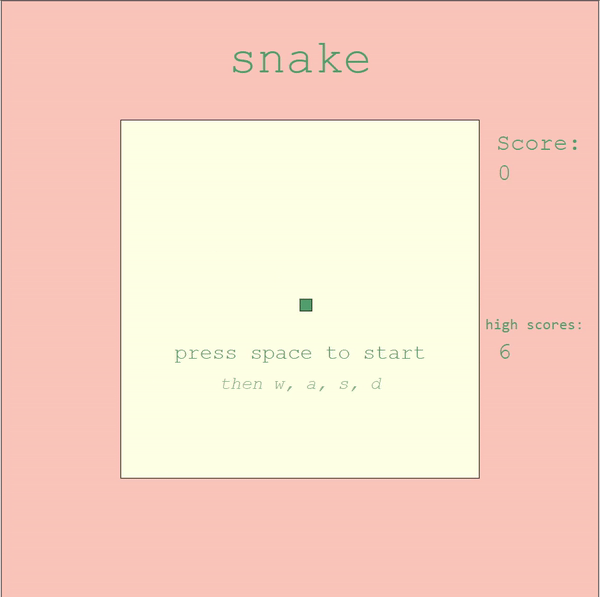 snake
Score:
0
high scores:
6
press space to start
then w, a, s, d